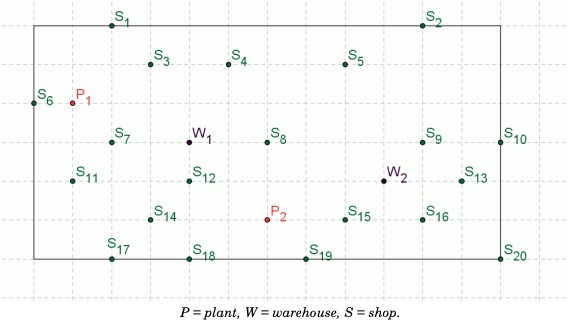 S1 S2
S3 S4 S5
S6 P1
S7 W1 S8 S9 S10
S11 S12 W2 S13
S14 P2 S15 S16
S17 S18 S19 S20
P = plant, W = warehouse, S = shop.